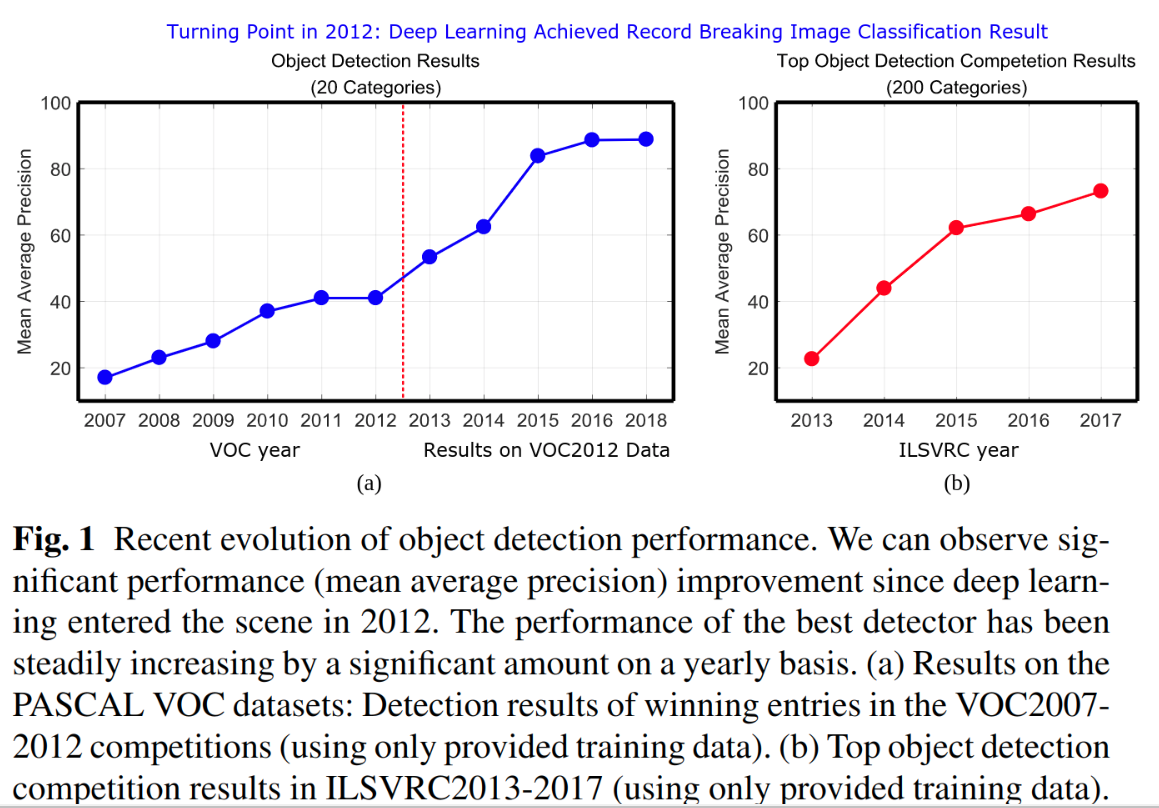 Turning Point in 2012: Deep Learning Achieved Record Breaking Image Classification Result
Object Detection Results
(20 Categories)
100
80
60
40
20
Mean Average Precision
2007 2008 2009 2010 2011 2012 2013 2014 2015 2016 2018
VOC year
Results on VOC2012 Data
(a)
Top Object Detection Competetion Results
(200 Categories)
100
80
60
40
20
Mean Average Precision
2013 2014 2015 2016 2017
ILSVRC year
(b)
Fig. 1 Recent evolution of object detection performance. We can observe sig-
nificant performance (mean average precision) improvement since deep learn-
ing entered the scene in 2012. The performance of the best detector has been
steadily increasing by a significant amount on a yearly basis. (a) Results on the
PASCAL VOC datasets: Detection results of winning entries in the VOC2007-
2012 competitions (using only provided training data). (b) Top object detection
competition results in ILSVRC2013-2017 (using only provided training data).